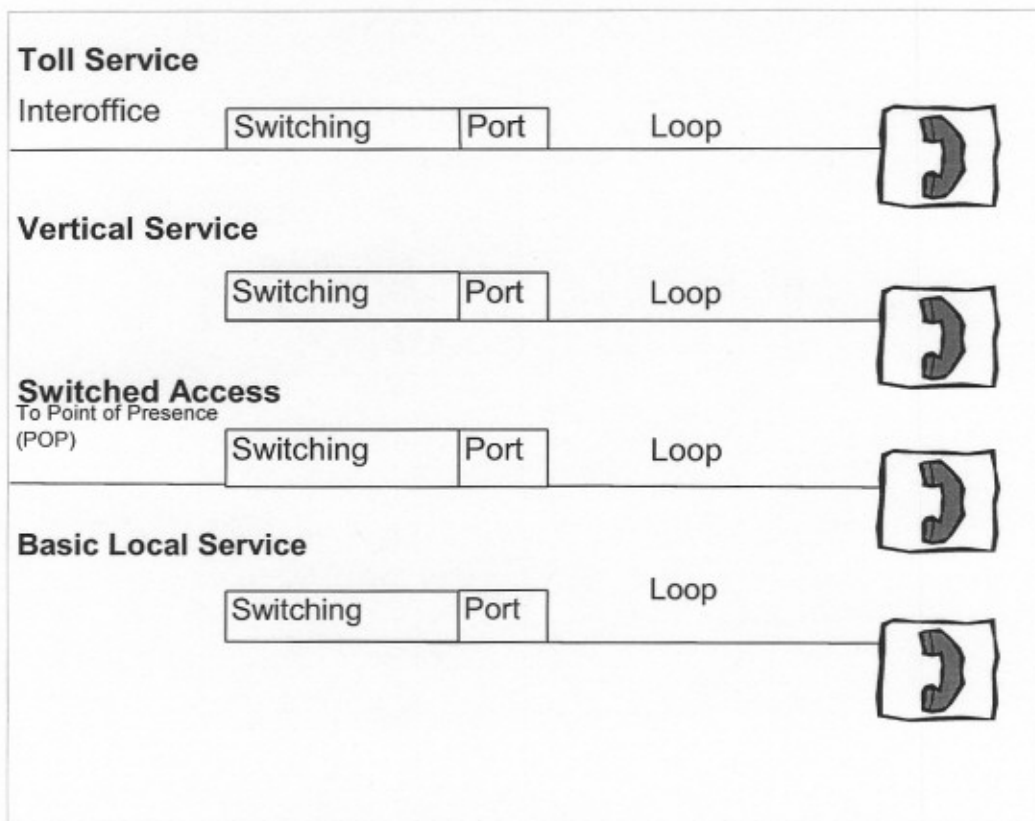 Toll Service
Interoffice
Switching Port Loop
Vertical Service
Switching Port Loop
Switched Access
To Point of Presence
(POP)
Switching Port Loop
Basic Local Service
Loop
Switching Port